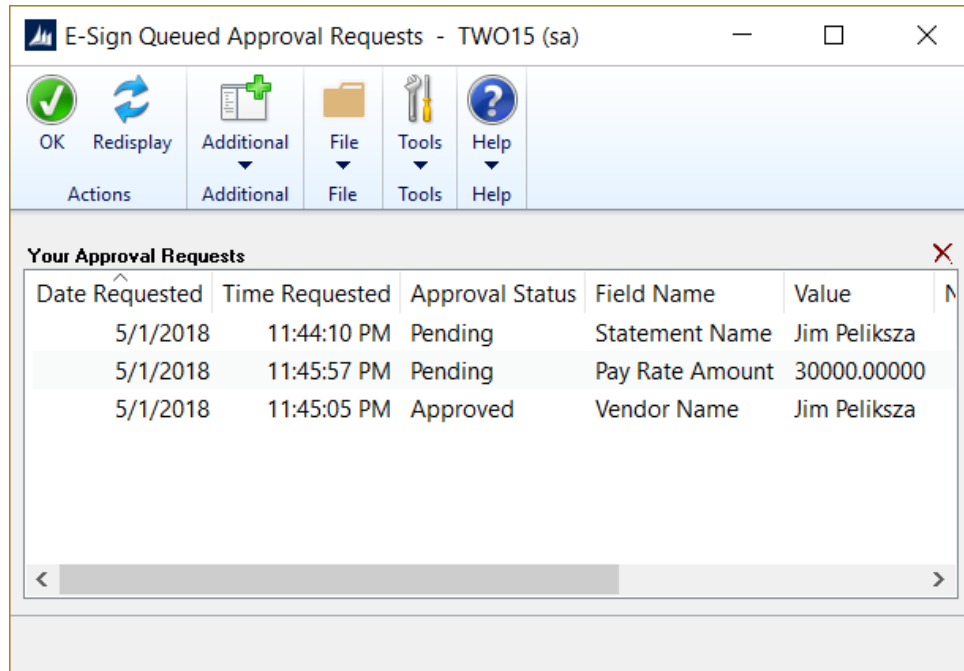 E-Sign Queued Approval Requests - TWO15 (sa)
OK Redisplay Additional File Tools Help
Actions Additional File Tools Help
Your Approval Requests
Date Requested Time Requested Approval Status Field Name Value
5/1/2018 11:44:10 PM Pending Statement Name Jim Peliksza
5/1/2018 11:45:57 PM Pending Pay Rate Amount 30000.00000
5/1/2018 11:45:05 PM Approved Vendor Name Jim Peliksza